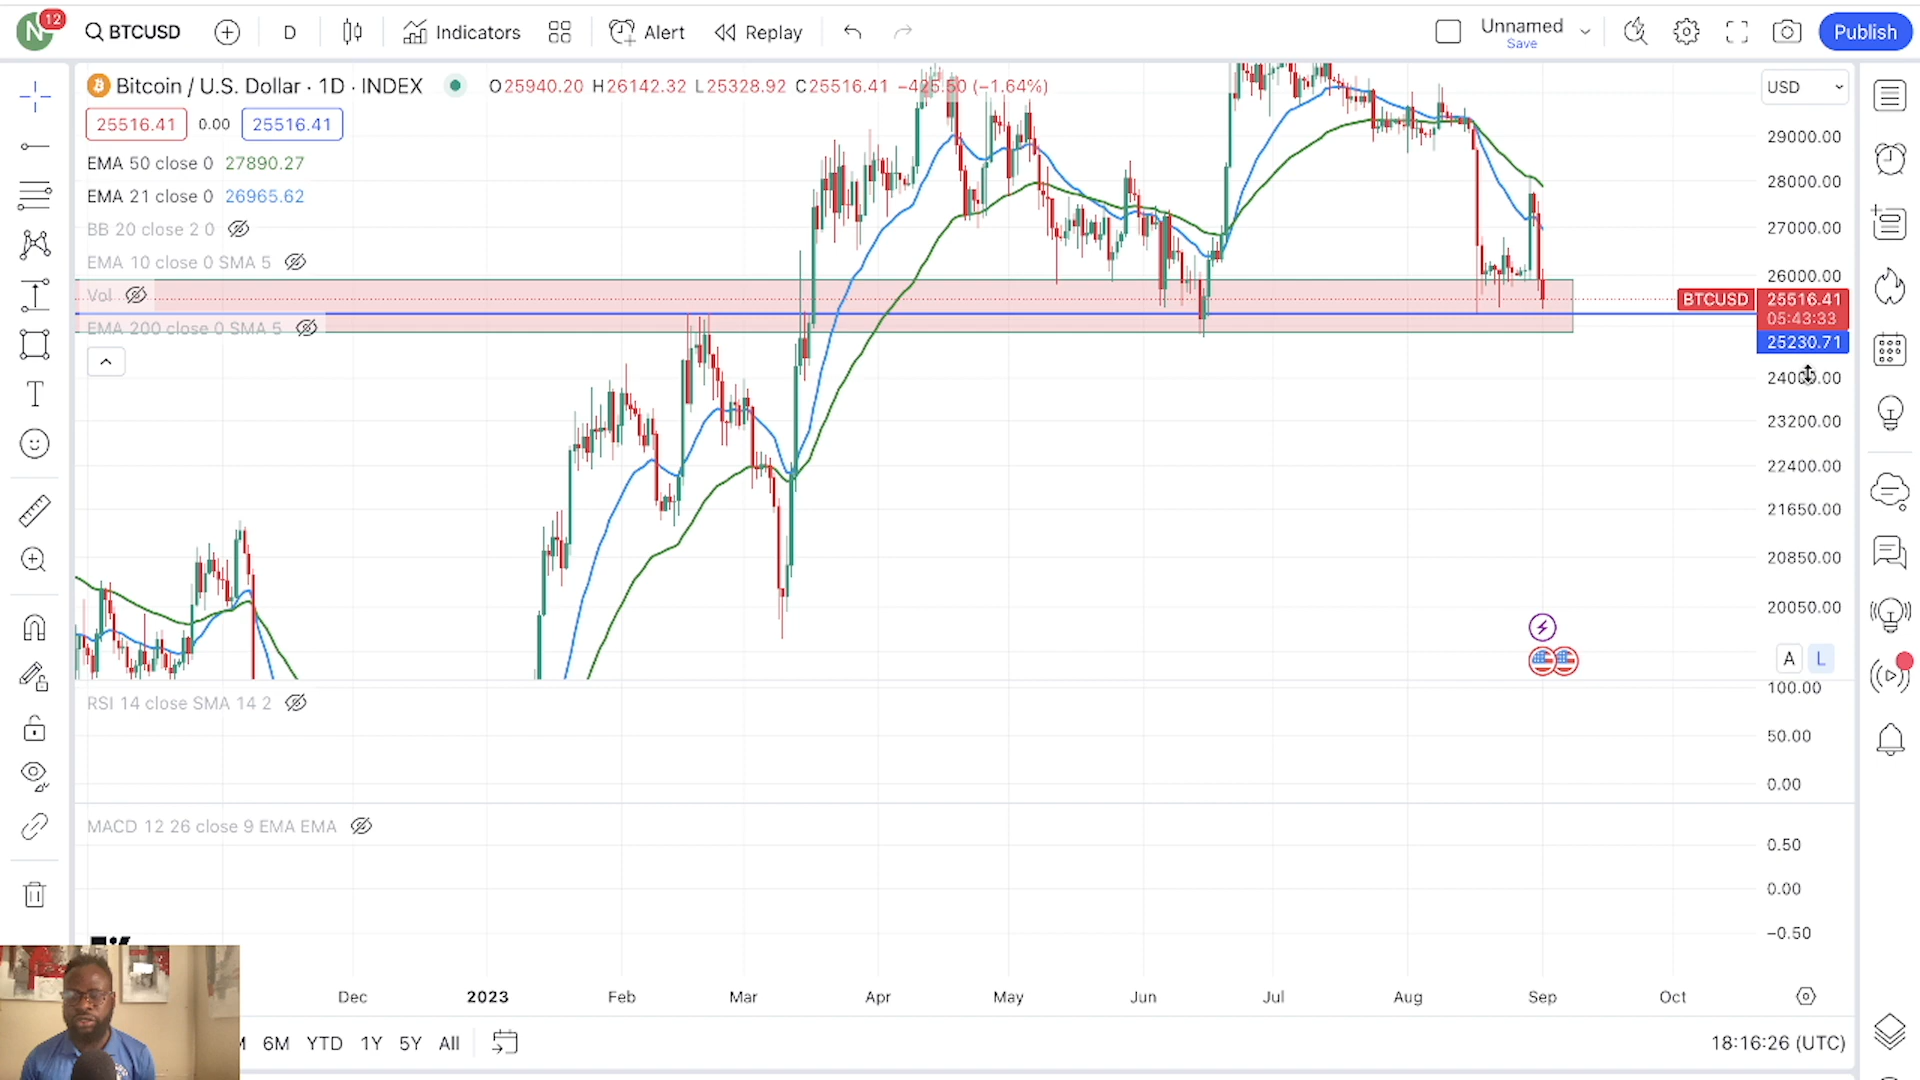 N 12 BTCUSD D Indicators Alert Replay Unnamed Save Publish
Bitcoin / U.S. Dollar · 1D · INDEX O25940.20 H26142.32 L25328.92 C25516.41 −425.50 (−1.64%) USD
25516.41 0.00 25516.41
EMA 50 close 0 27890.27
EMA 21 close 0 26965.62
BB 20 close 2 0
EMA 10 close 0 SMA 5
Vol
EMA 200 close 0 SMA 5
29000.00
28000.00
27000.00
26000.00
BTCUSD 25516.41
05:43:33
25230.71
23200.00
22400.00
21650.00
20850.00
20050.00
A L
RSI 14 close SMA 14 2
100.00
50.00
0.00
MACD 12 26 close 9 EMA EMA
0.50
0.00
−0.50
Dec 2023 Feb Mar Apr May Jun Jul Aug Sep Oct
6M YTD 1Y 5Y All 18:16:26 (UTC)
T